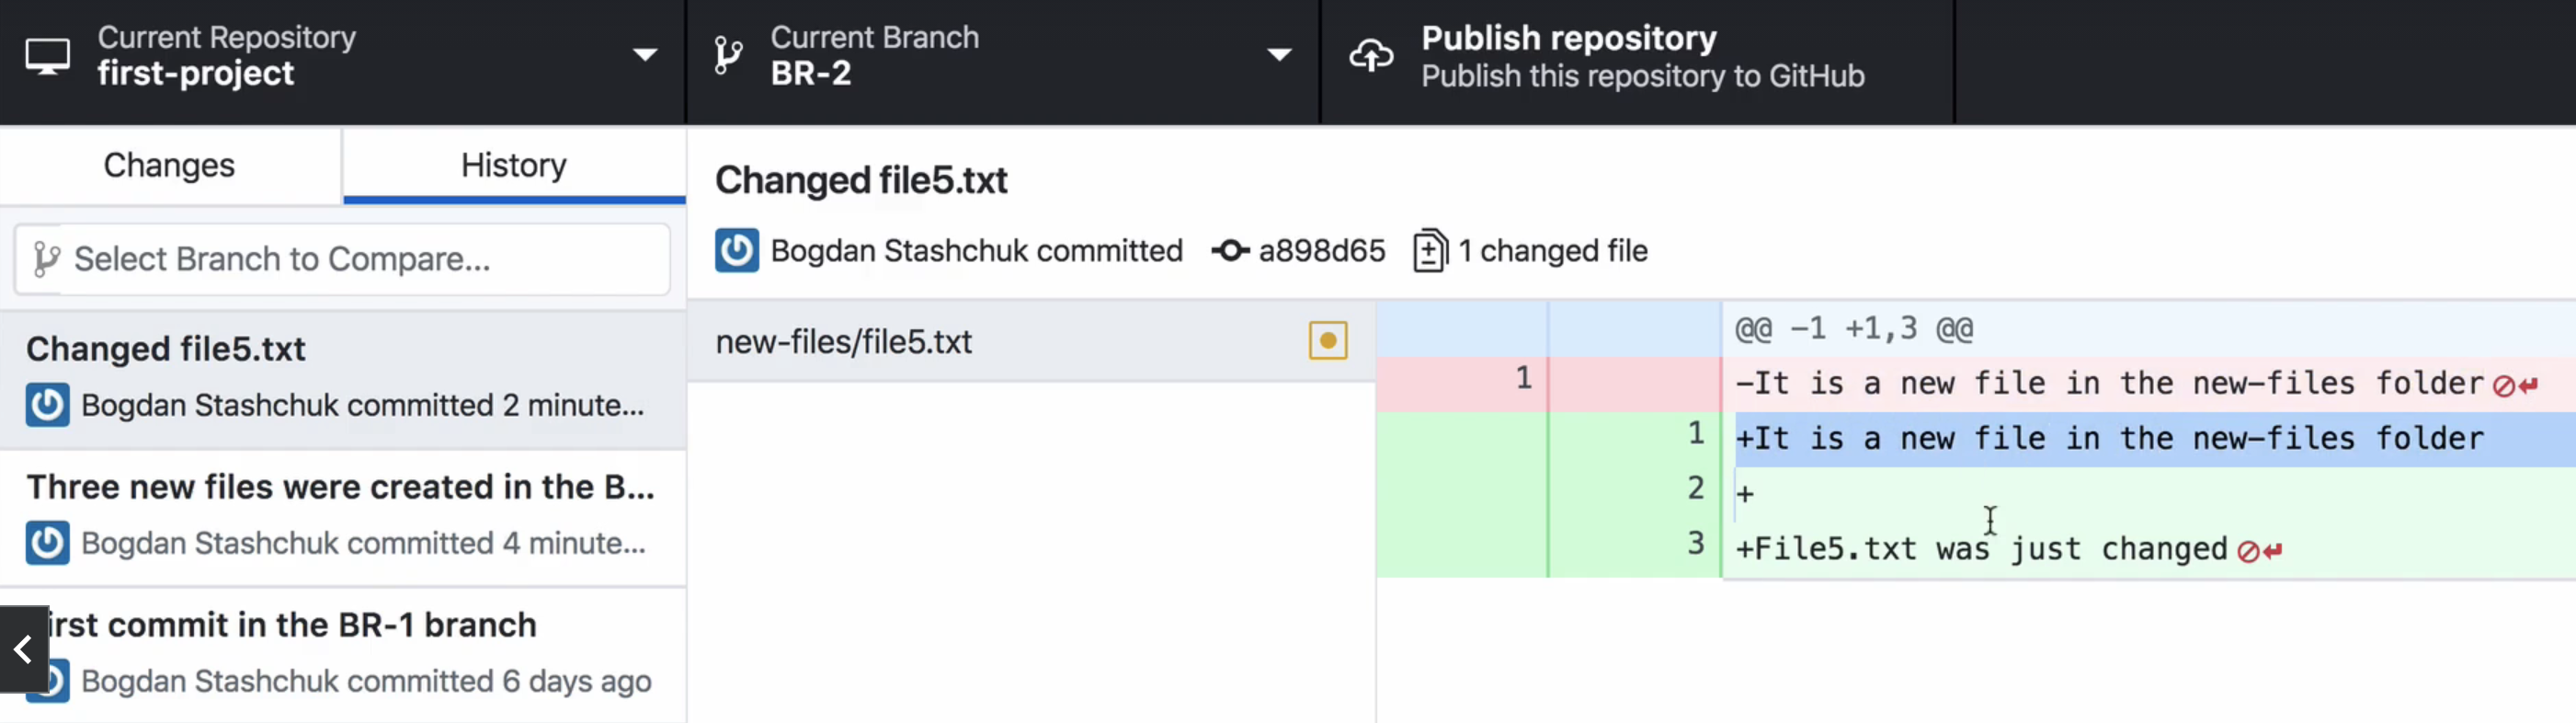 Current Repository
first-project
Current Branch
BR-2
Publish repository
Publish this repository to GitHub
Changes
History
Select Branch to Compare...
Changed file5.txt
Bogdan Stashchuk committed 2 minute...
Three new files were created in the B...
Bogdan Stashchuk committed 4 minute...
irst commit in the BR-1 branch
Bogdan Stashchuk committed 6 days ago
Changed file5.txt
Bogdan Stashchuk committed a898d65 1 changed file
new-files/file5.txt
@@ -1 +1,3 @@
1 -It is a new file in the new-files folder
1 +It is a new file in the new-files folder
2 +
3 +File5.txt was just changed